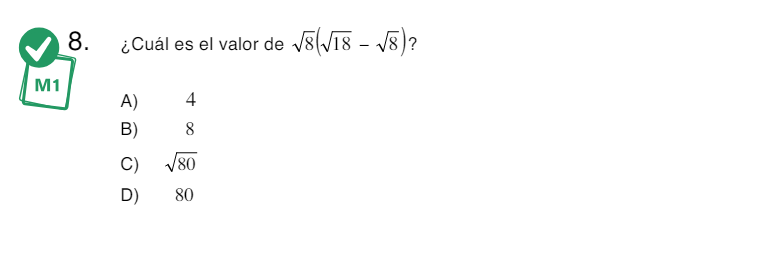 8. ¿Cuál es el valor de √8(√18 − √8)?
M1
A) 4
B) 8
C) √80
D) 80